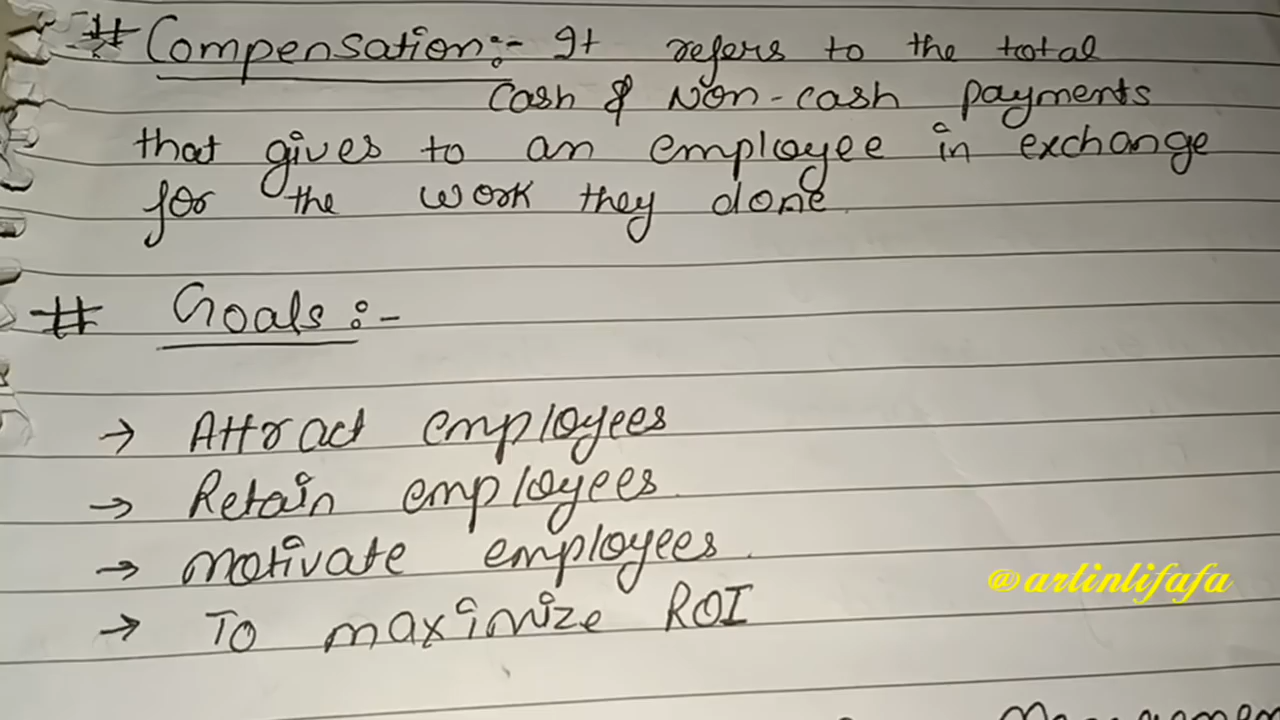 # Compensation:- It refers to the total
Cash & Non-cash payments
that gives to an employee in exchange
for the work they done
# Goals:-
→ Attract employees
→ Retain employees
→ Motivate employees.
→ To maximize ROI
@artinlifafa